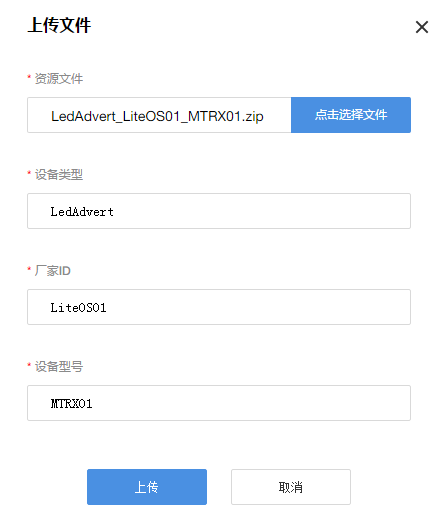 上传文件
* 资源文件
LedAdvert_LiteOS01_MTRX01.zip 点击选择文件
* 设备类型
LedAdvert
* 厂家ID
LiteOS01
* 设备型号
MTRX01
上传 取消